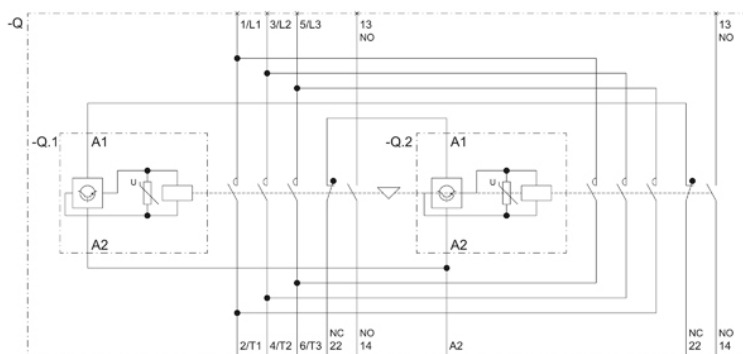 -Q
1/L1 3/L2 5/L3 13 13
NO NO
-Q.1 A1 -Q.2 A1
U U
A2 A2
NC NO NC NO
2/T1 4/T2 6/T3 22 14 A2 22 14